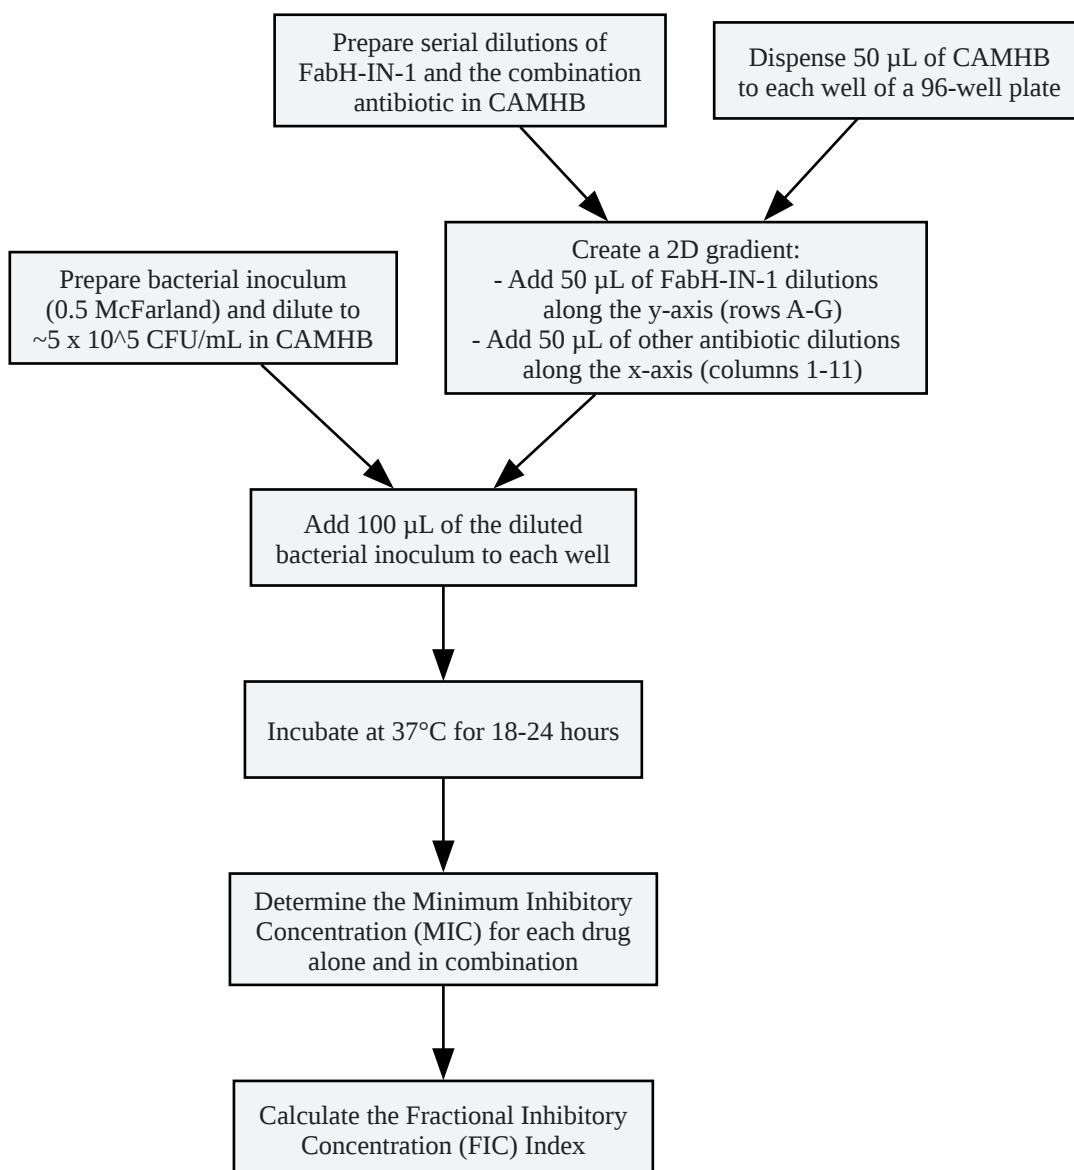 Prepare serial dilutions of
FabH-IN-1 and the combination
antibiotic in CAMHB
Dispense 50 µL of CAMHB
to each well of a 96-well plate
Create a 2D gradient:
- Add 50 µL of FabH-IN-1 dilutions
along the y-axis (rows A-G)
- Add 50 µL of other antibiotic dilutions
along the x-axis (columns 1-11)
Prepare bacterial inoculum
(0.5 McFarland) and dilute to
~5 x 10^5 CFU/mL in CAMHB
Add 100 µL of the diluted
bacterial inoculum to each well
Incubate at 37°C for 18-24 hours
Determine the Minimum Inhibitory
Concentration (MIC) for each drug
alone and in combination
Calculate the Fractional Inhibitory
Concentration (FIC) Index